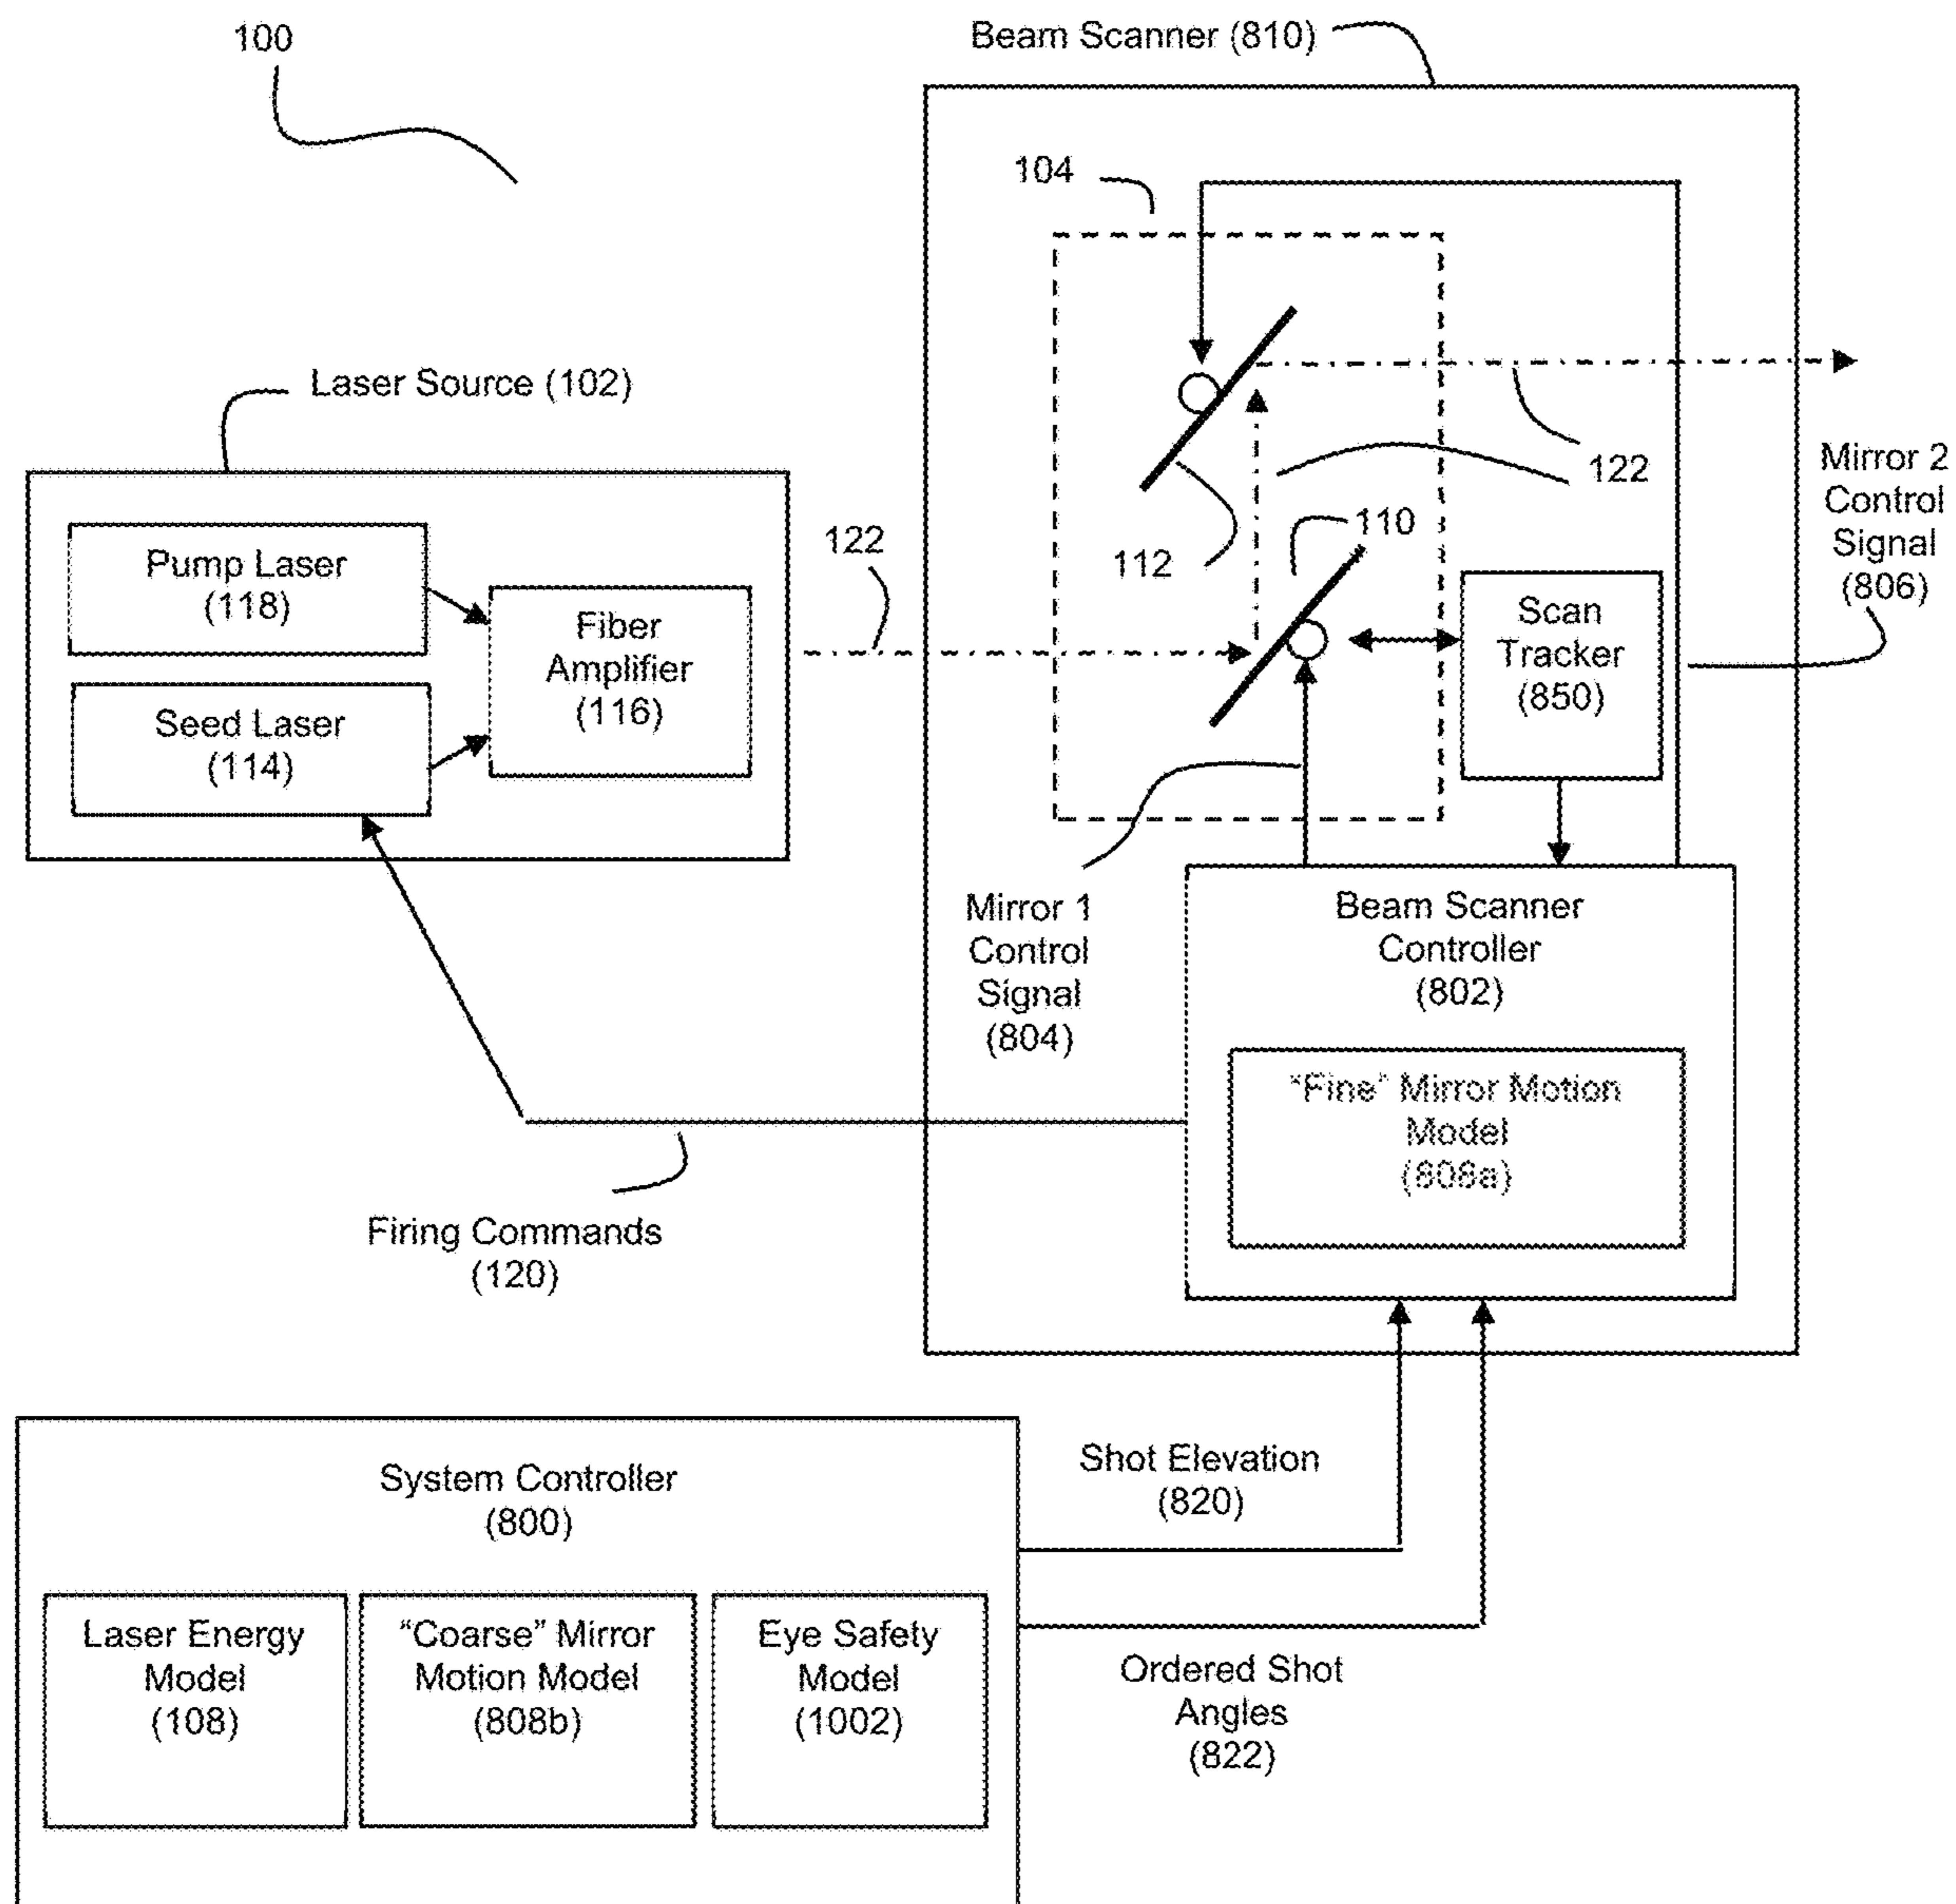 100
Beam Scanner (810)
104
Laser Source (102)
Pump Laser
(118)
Seed Laser
(114)
Fiber
Amplifier
(116)
122
112
110
122
Mirror 2
Control
Signal
(806)
Scan
Tracker
(850)
Mirror 1
Control
Signal
(804)
Beam Scanner
Controller
(802)
"Fine" Mirror Motion
Model
(808a)
Firing Commands
(120)
System Controller
(800)
Laser Energy
Model
(108)
"Coarse" Mirror
Motion Model
(808b)
Eye Safety
Model
(1002)
Shot Elevation
(820)
Ordered Shot
Angles
(822)